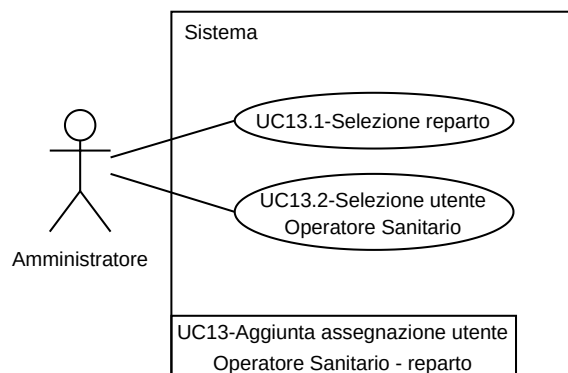 Sistema
UC13.1-Selezione reparto
UC13.2-Selezione utente
Operatore Sanitario
Amministratore
UC13-Aggiunta assegnazione utente
Operatore Sanitario - reparto